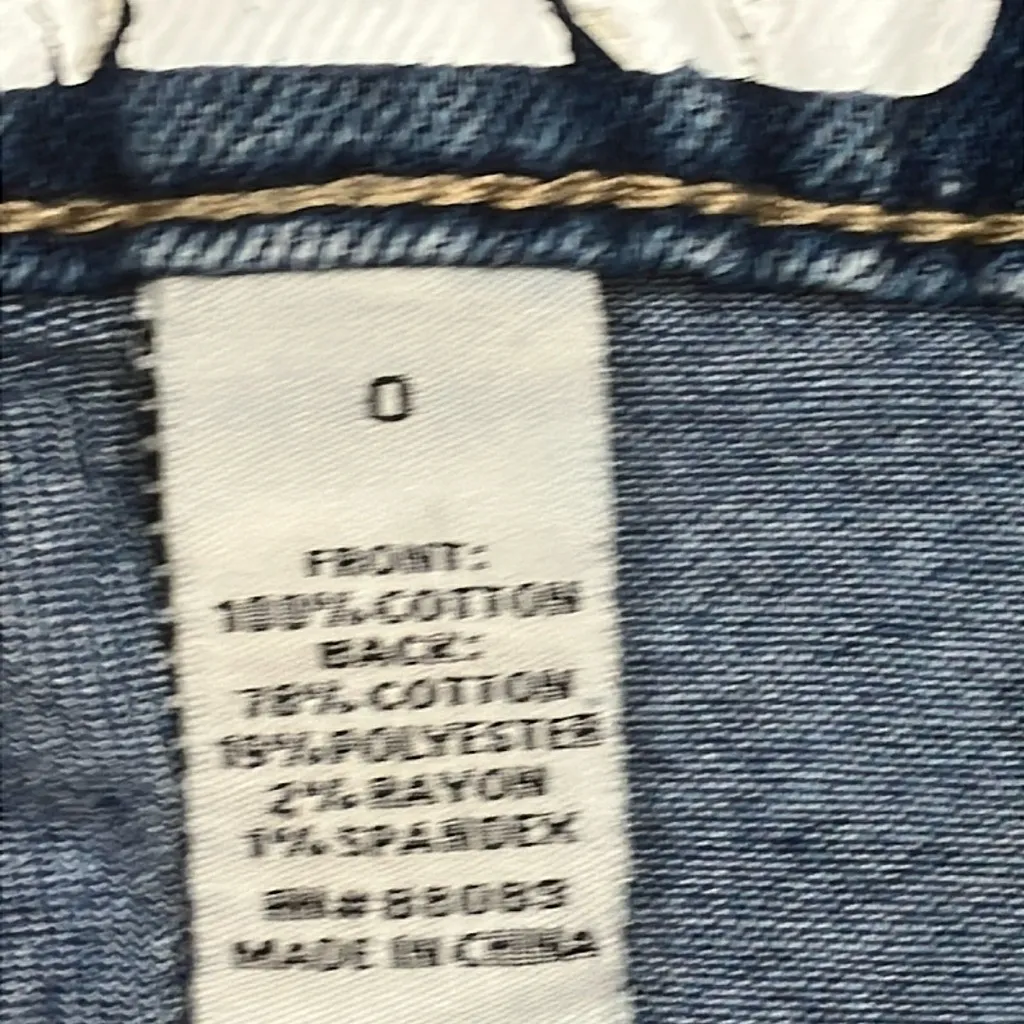 0
FRONT:
100% COTTON
BACK:
78% COTTON
19% POLYESTER
2% RAYON
1% SPANDEX
MADE IN CHINA